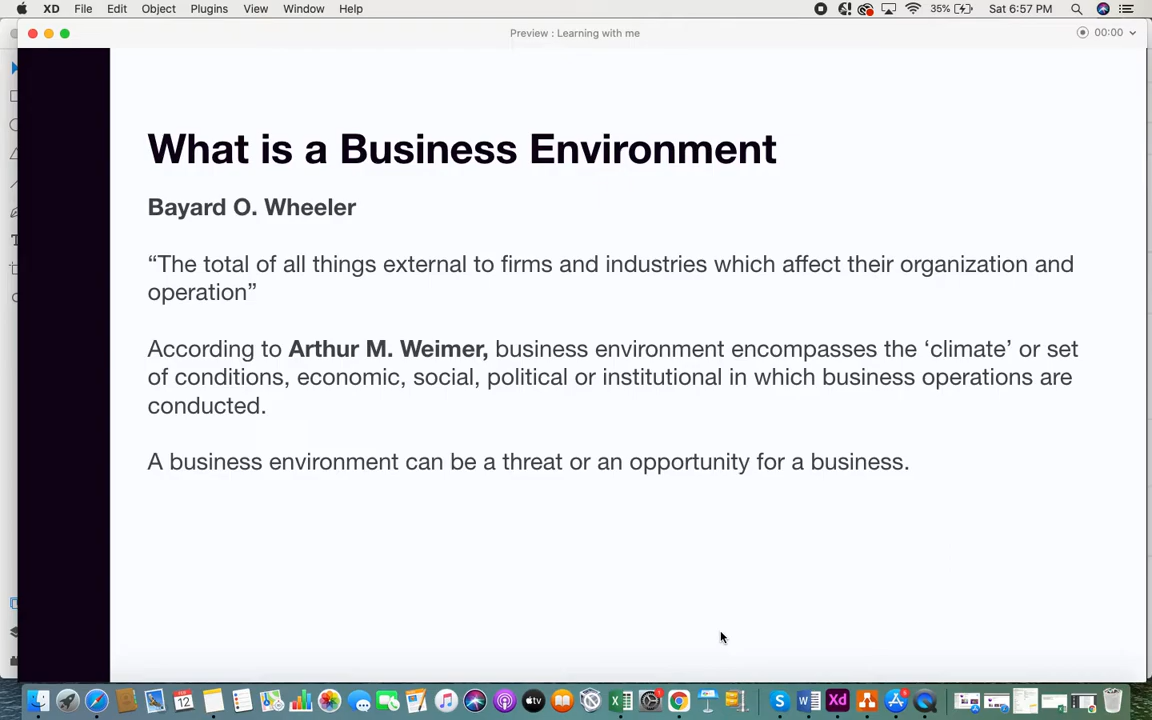 XD File Edit Object Plugins View Window Help 35% Sat 6:57 PM
Preview : Learning with me 00:00
What is a Business Environment
Bayard O. Wheeler
“The total of all things external to firms and industries which affect their organization and
operation”
According to Arthur M. Weimer, business environment encompasses the ‘climate’ or set
of conditions, economic, social, political or institutional in which business operations are
conducted.
A business environment can be a threat or an opportunity for a business.